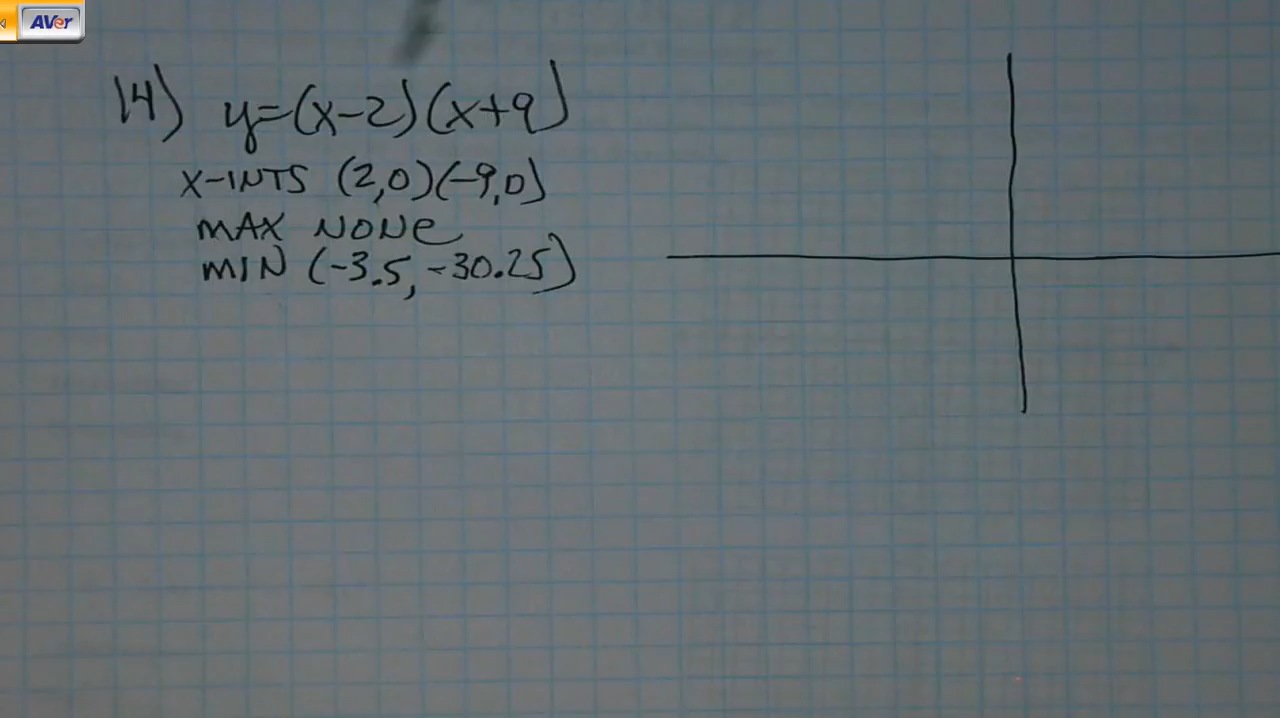 AVer
14) y=(x-2)(x+9)
X-INTS (2,0)(-9,0)
MAX NONe
MIN (-3.5, -30.25)